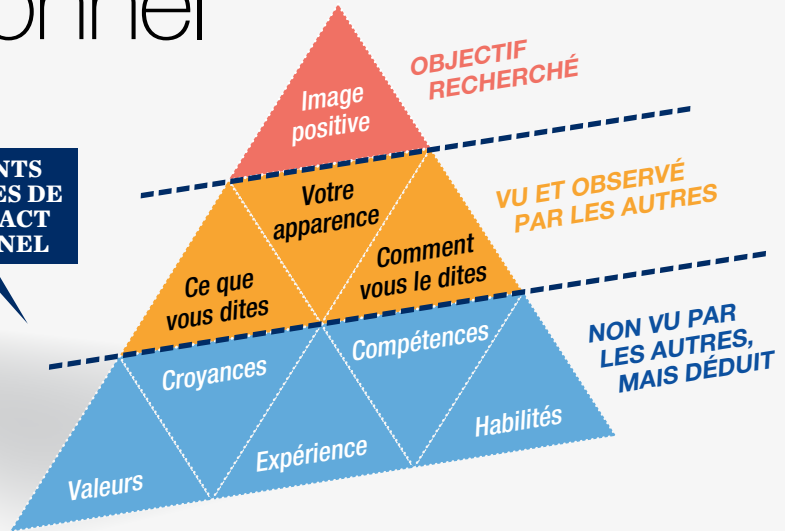 onnel
NTS
ES DE
ACT
NEL
Image
positive
OBJECTIF
RECHERCHÉ
Votre
apparence
Ce que
vous dites
Comment
vous le dites
VU ET OBSERVÉ
PAR LES AUTRES
Croyances
Compétences
Valeurs
Expérience
Habilités
NON VU PAR
LES AUTRES,
MAIS DÉDUIT